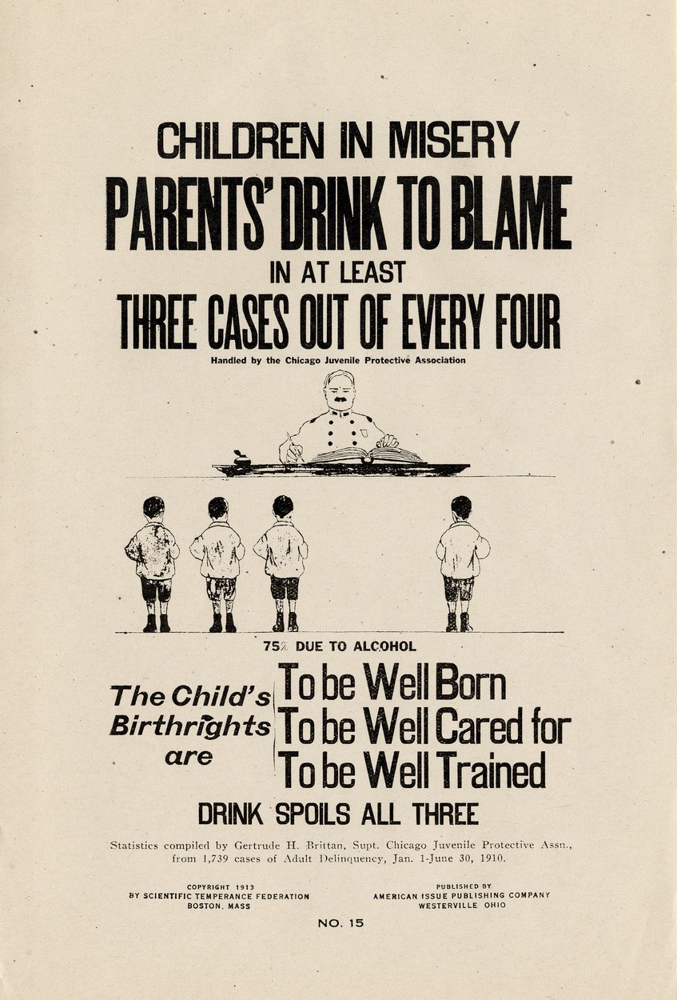 CHILDREN IN MISERY
PARENTS' DRINK TO BLAME
IN AT LEAST
THREE CASES OUT OF EVERY FOUR
Handled by the Chicago Juvenile Protective Association
75% DUE TO ALCOHOL
The Child's
Birthrights
are
To be Well Born
To be Well Cared for
To be Well Trained
DRINK SPOILS ALL THREE
Statistics compiled by Gertrude H. Brittan, Supt. Chicago Juvenile Protective Assn.,
from 1,739 cases of Adult Delinquency, Jan. 1-June 30, 1910.
COPYRIGHT 1913
BY SCIENTIFIC TEMPERANCE FEDERATION
BOSTON, MASS
PUBLISHED BY
AMERICAN ISSUE PUBLISHING COMPANY
WESTERVILLE OHIO
NO. 15